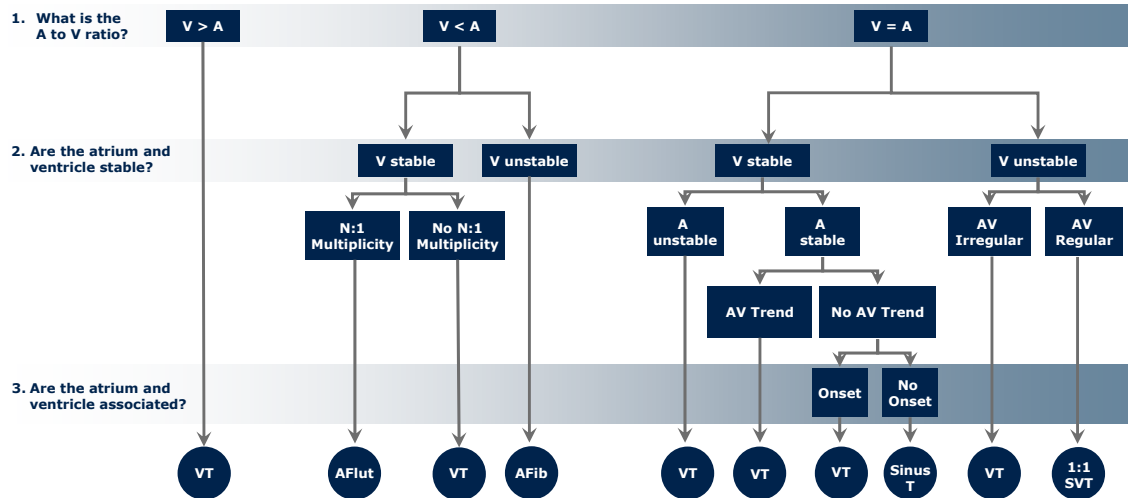 1. What is the
A to V ratio?
V > A
V < A
V = A
2. Are the atrium and
ventricle stable?
V stable
V unstable
V stable
V unstable
N:1
Multiplicity
No N:1
Multiplicity
A
unstable
A
stable
AV
Irregular
AV
Regular
AV Trend
No AV Trend
3. Are the atrium and
ventricle associated?
Onset
No
Onset
VT
AFlut
VT
AFib
VT
VT
VT
Sinus
T
VT
1:1
SVT